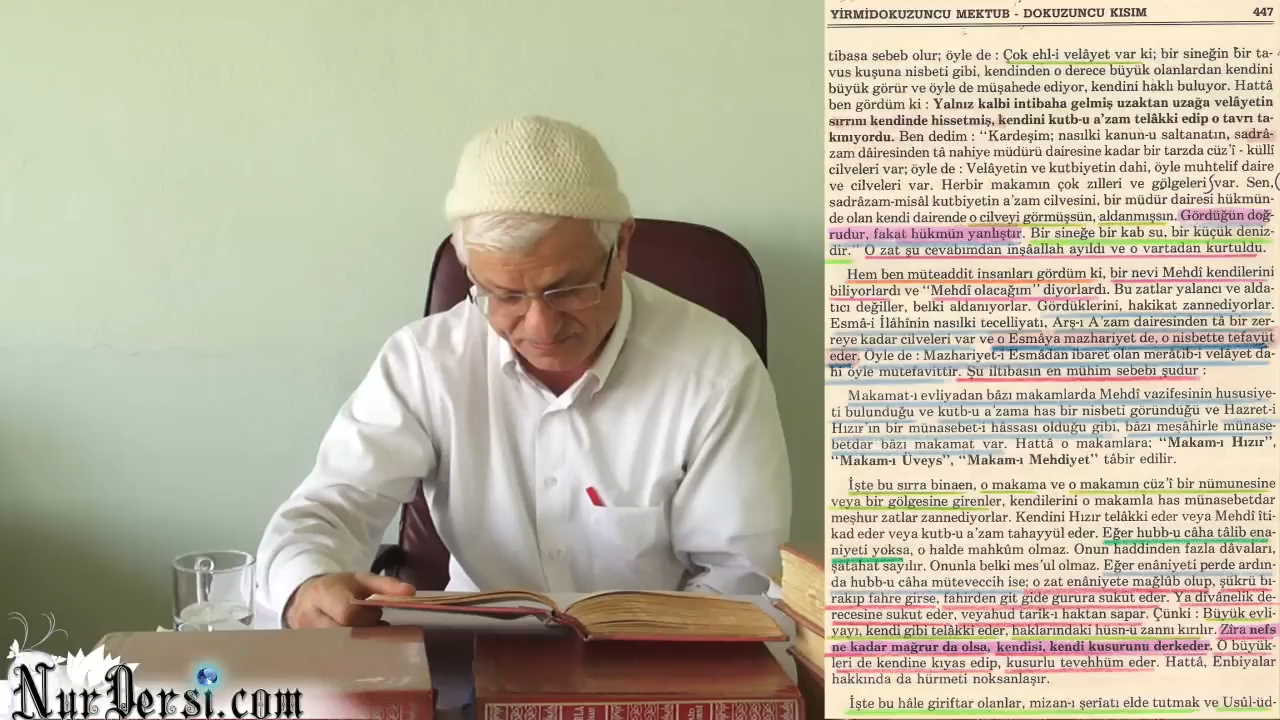 YİRMİDOKUZUNCU MEKTUB - DOKUZUNCU KISIM 447
tibasa sebeb olur; öyle de : Çok ehl-i velâyet var ki; bir sineğin bir ta-
vus kuşuna nisbeti gibi, kendinden o derece büyük olanlardan kendini
büyük görür ve öyle de müşahede ediyor, kendini haklı buluyor. Hattâ
ben gördüm ki : Yalnız kalbi intibaha gelmiş uzaktan uzağa velâyetin
sırrını kendinde hissetmiş, kendini kutb-u a'zam telâkki edip o tavrı ta-
kınıyordu. Ben dedim : "Kardeşim; nasılki kanun-u saltanatın, sadrâ-
zam dâiresinden tâ nahiye müdürü dairesine kadar bir tarzda cüz'î - küllî
cilveleri var; öyle de : Velâyetin ve kutbiyetin dahi, öyle muhtelif daire
ve cilveleri var. Herbir makamın çok zılleri ve gölgeleri var. Sen,
sadrâzam-misâl kutbiyetin a'zam cilvesini, bir müdür dairesi hükmün-
de olan kendi dairende o cilveyi görmüşsün, aldanmışsın. Gördüğün doğ-
rudur, fakat hükmün yanlıştır. Bir sineğe bir kab su, bir küçük deniz-
dir." O zat şu cevabımdan inşâallah ayıldı ve o vartadan kurtuldu.
Hem ben müteaddit insanları gördüm ki, bir nevi Mehdî kendilerini
biliyorlardı ve "Mehdî olacağım" diyorlardı. Bu zatlar yalancı ve alda-
tıcı değiller, belki aldanıyorlar. Gördüklerini, hakikat zannediyorlar.
Esmâ-i İlâhînin nasılki tecelliyatı, Arş-ı A'zam dairesinden tâ bir zer-
reye kadar cilveleri var ve o Esmâya mazhariyet de, o nisbette tefavüt
eder. Öyle de : Mazhariyet-i Esmâdan ibaret olan merâtib-i velâyet da-
hi öyle mütefavittir. Şu iltibasın en mühim sebebi şudur :
Makamat-ı evliyadan bâzı makamlarda Mehdî vazifesinin hususiye-
ti bulunduğu ve kutb-u a'zama has bir nisbeti göründüğü ve Hazret-i
Hızır'ın bir münasebet-i hâssası olduğu gibi, bâzı meşâhirle münase-
betdar bâzı makamat var. Hattâ o makamlara; "Makam-ı Hızır",
"Makam-ı Üveys", "Makam-ı Mehdiyet" tâbir edilir.
İşte bu sırra binaen, o makama ve o makamın cüz'î bir nümunesine
veya bir gölgesine girenler, kendilerini o makamla has münasebetdar
meşhur zatlar zannediyorlar. Kendini Hızır telâkki eder veya Mehdî îti-
kad eder veya kutb-u a'zam tahayyül eder. Eğer hubb-u câha tâlib ena-
niyeti yoksa, o halde mahkûm olmaz. Onun haddinden fazla dâvaları,
şatahat sayılır. Onunla belki mes'ul olmaz. Eğer enâniyeti perde ardın-
da hubb-u câha müteveccih ise; o zat enâniyete mağlûb olup, şükrü bı-
rakıp fahre girse, fahirden git gide gurura sukut eder. Ya dîvânelik de-
recesine sukut eder, veyahud tarîk-ı haktan sapar. Çünki : Büyük evli-
yayı, kendi gibi telâkki eder, haklarındaki hüsn-ü zannı kırılır. Zîra nefs
ne kadar mağrur da olsa, kendisi, kendi kusurunu derkeder. O büyük-
leri de kendine kıyas edip, kusurlu tevehhüm eder. Hattâ, Enbiyalar
hakkında da hürmeti noksanlaşır.
İşte bu hâle giriftar olanlar, mizan-ı şerîatı elde tutmak ve Usûl-üd-
NurDersi.com